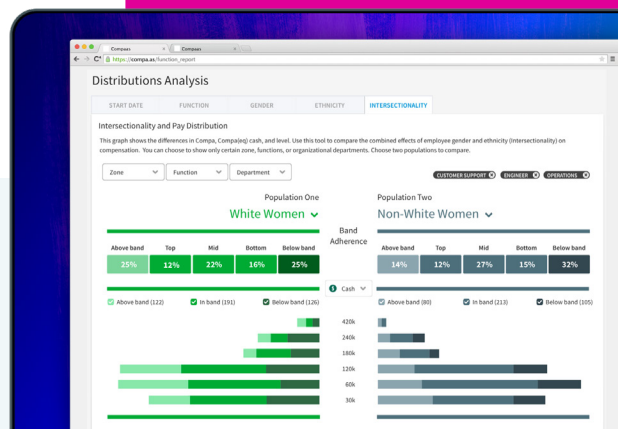 Compaas
Compaas
https://compa.as/function_report
Distributions Analysis
START DATE
FUNCTION
GENDER
ETHNICITY
INTERSECTIONALITY
Intersectionality and Pay Distribution
This graph shows the differences in Compa, Compa(eq) cash, and level. Use this tool to compare the combined effects of employee gender and ethnicity (Intersectionality) on
compensation. You can choose to show only certain zone, functions, or organizational departments. Choose two populations to compare.
Zone
Function
Department
CUSTOMER SUPPORT
ENGINEER
OPERATIONS
Population One
White Women
Population Two
Non-White Women
Band
Adherence
Above band Top Mid Bottom Below band
25% 12% 22% 16% 25%
Above band Top Mid Bottom Below band
14% 12% 27% 15% 32%
$ Cash
Above band (122) In band (191) Below band (126)
Above band (80) In band (213) Below band (105)
420k
240k
180k
120k
60k
30k